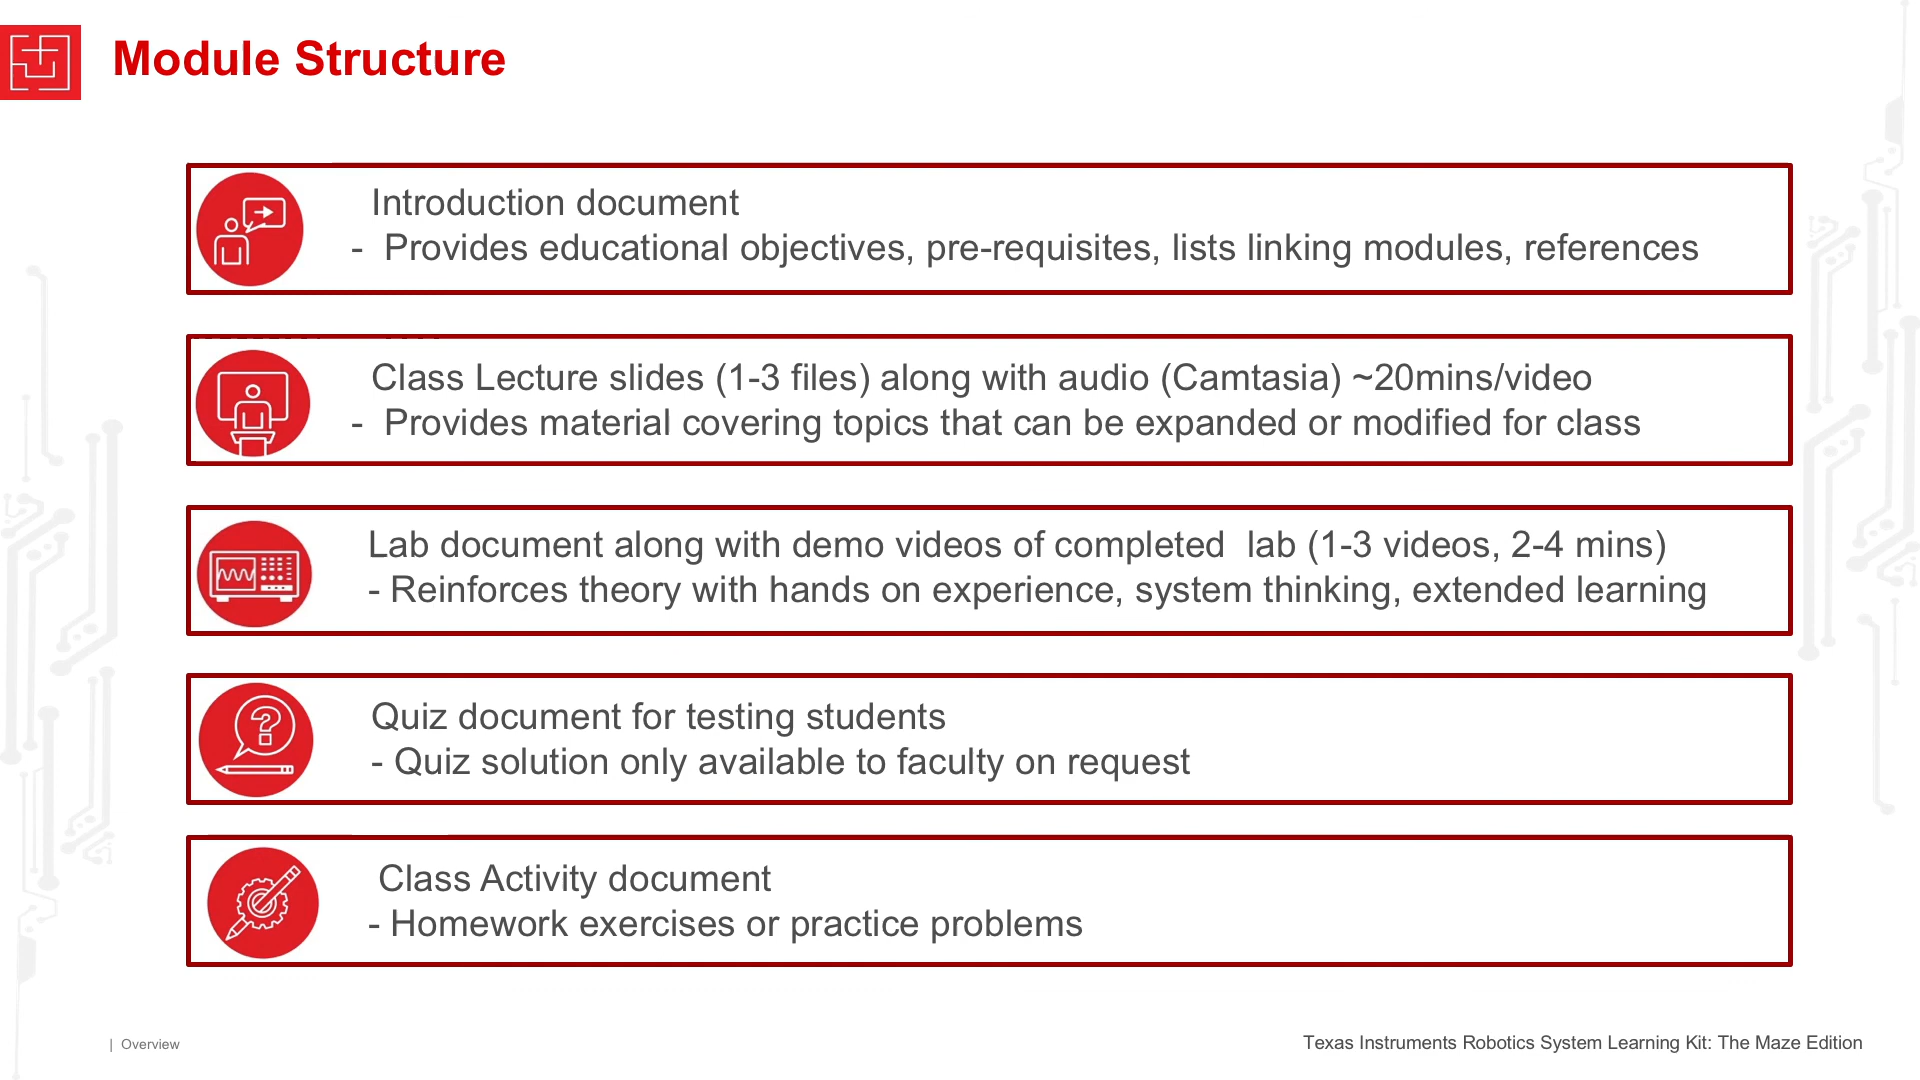 Module Structure
Introduction document
- Provides educational objectives, pre-requisites, lists linking modules, references
Class Lecture slides (1-3 files) along with audio (Camtasia) ~20mins/video
- Provides material covering topics that can be expanded or modified for class
Lab document along with demo videos of completed  lab (1-3 videos, 2-4 mins)
- Reinforces theory with hands on experience, system thinking, extended learning
Quiz document for testing students
- Quiz solution only available to faculty on request
Class Activity document
- Homework exercises or practice problems
| Overview
Texas Instruments Robotics System Learning Kit: The Maze Edition